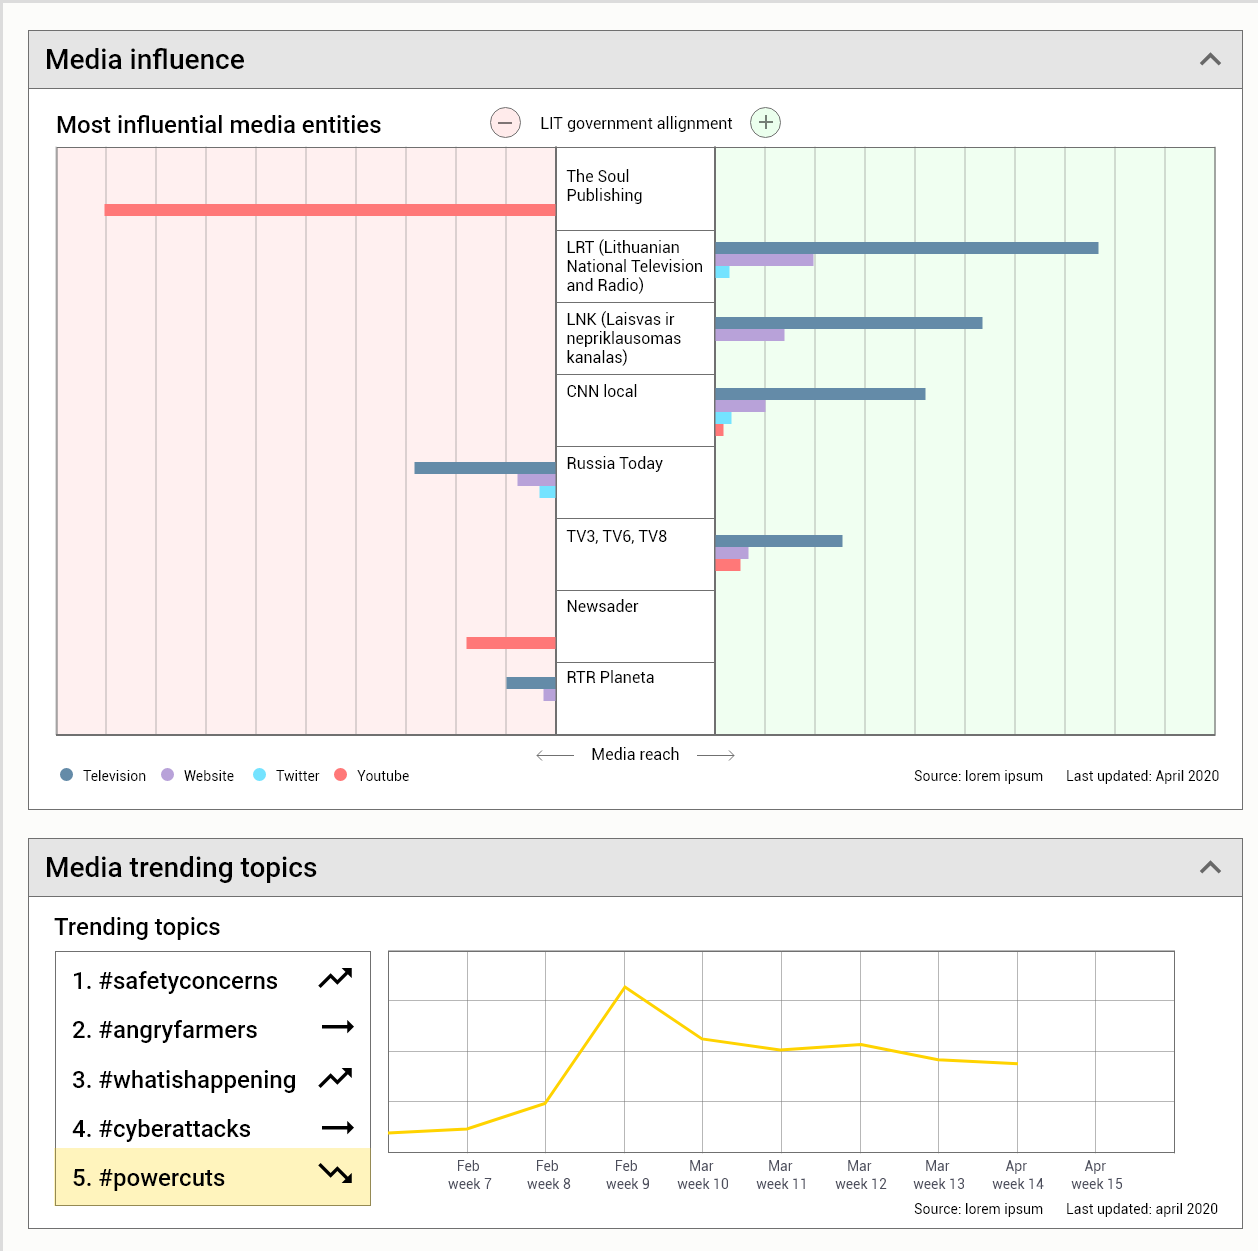 Media influence
Most influential media entities
LIT government allignment
The Soul
Publishing
LRT (Lithuanian
National Television
and Radio)
LNK (Laisvas ir
nepriklausomas
kanalas)
CNN local
Russia Today
TV3, TV6, TV8
Newsader
RTR Planeta
Media reach
Television
Website
Twitter
Youtube
Source: lorem ipsum
Last updated: April 2020
Media trending topics
Trending topics
1. #safetyconcerns
2. #angryfarmers
3. #whatishappening
4. #cyberattacks
5. #powercuts
Feb
week 7
Feb
week 8
Feb
week 9
Mar
week 10
Mar
week 11
Mar
week 12
Mar
week 13
Apr
week 14
Apr
week 15
Source: lorem ipsum
Last updated: april 2020